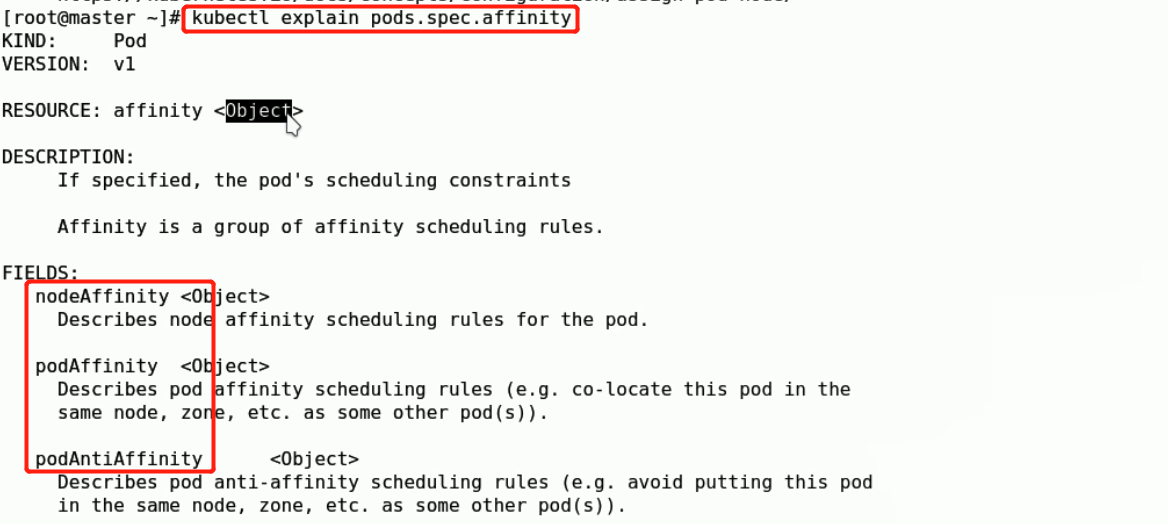 [root@master ~]# kubectl explain pods.spec.affinity
KIND:     Pod
VERSION:  v1
RESOURCE: affinity <Object>
DESCRIPTION:
If specified, the pod's scheduling constraints
Affinity is a group of affinity scheduling rules.
FIELDS:
nodeAffinity <Object>
Describes node affinity scheduling rules for the pod.
podAffinity  <Object>
Describes pod affinity scheduling rules (e.g. co-locate this pod in the
same node, zone, etc. as some other pod(s)).
podAntiAffinity      <Object>
Describes pod anti-affinity scheduling rules (e.g. avoid putting this pod
in the same node, zone, etc. as some other pod(s)).